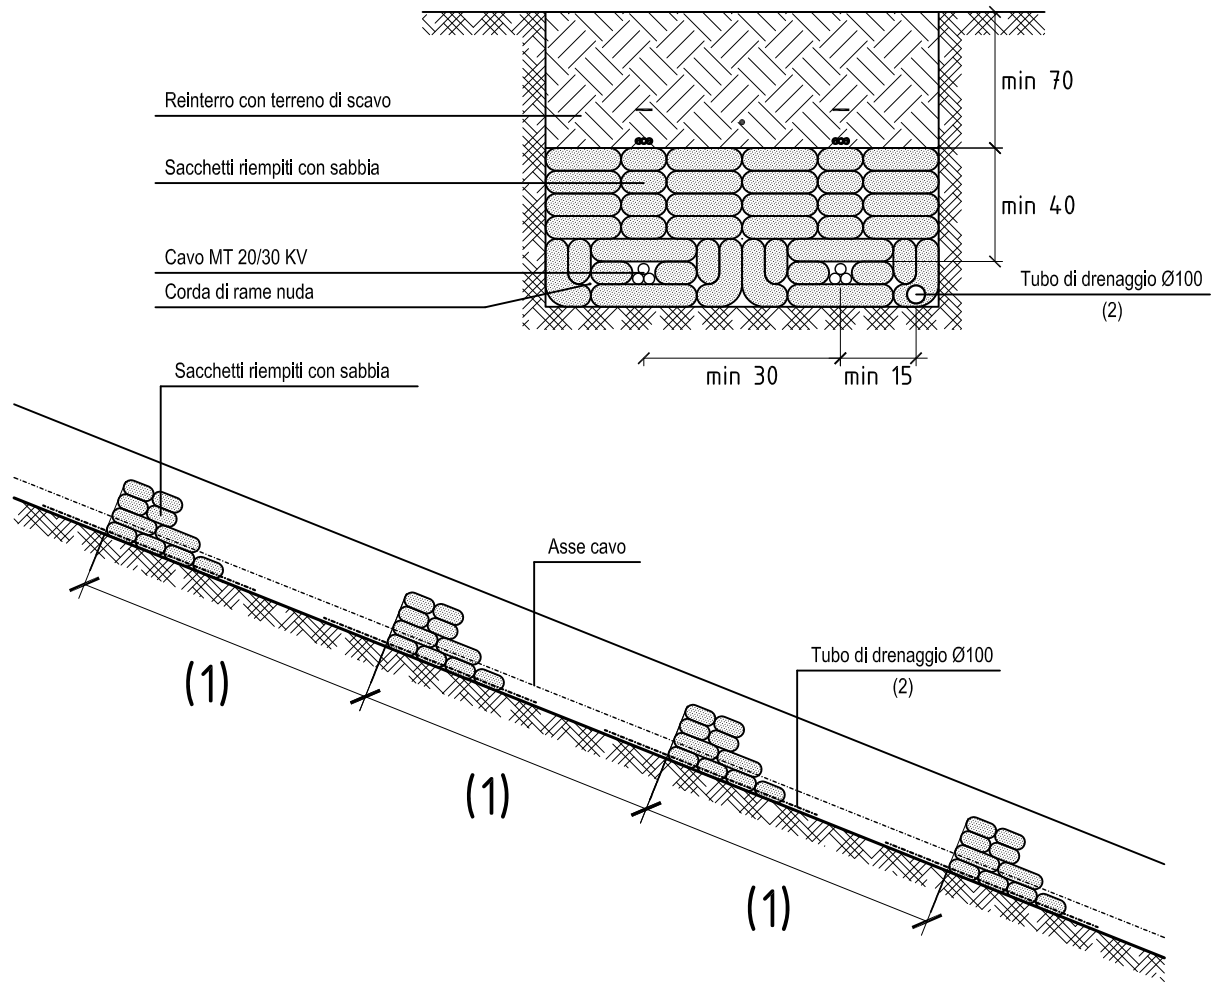 min 70
Reinterro con terreno di scavo
Sacchetti riempiti con sabbia
min 40
Cavo MT 20/30 KV
Corda di rame nuda
Tubo di drenaggio Ø100
(2)
min 30
min 15
Sacchetti riempiti con sabbia
Asse cavo
Tubo di drenaggio Ø100
(2)
(1)
(1)
(1)